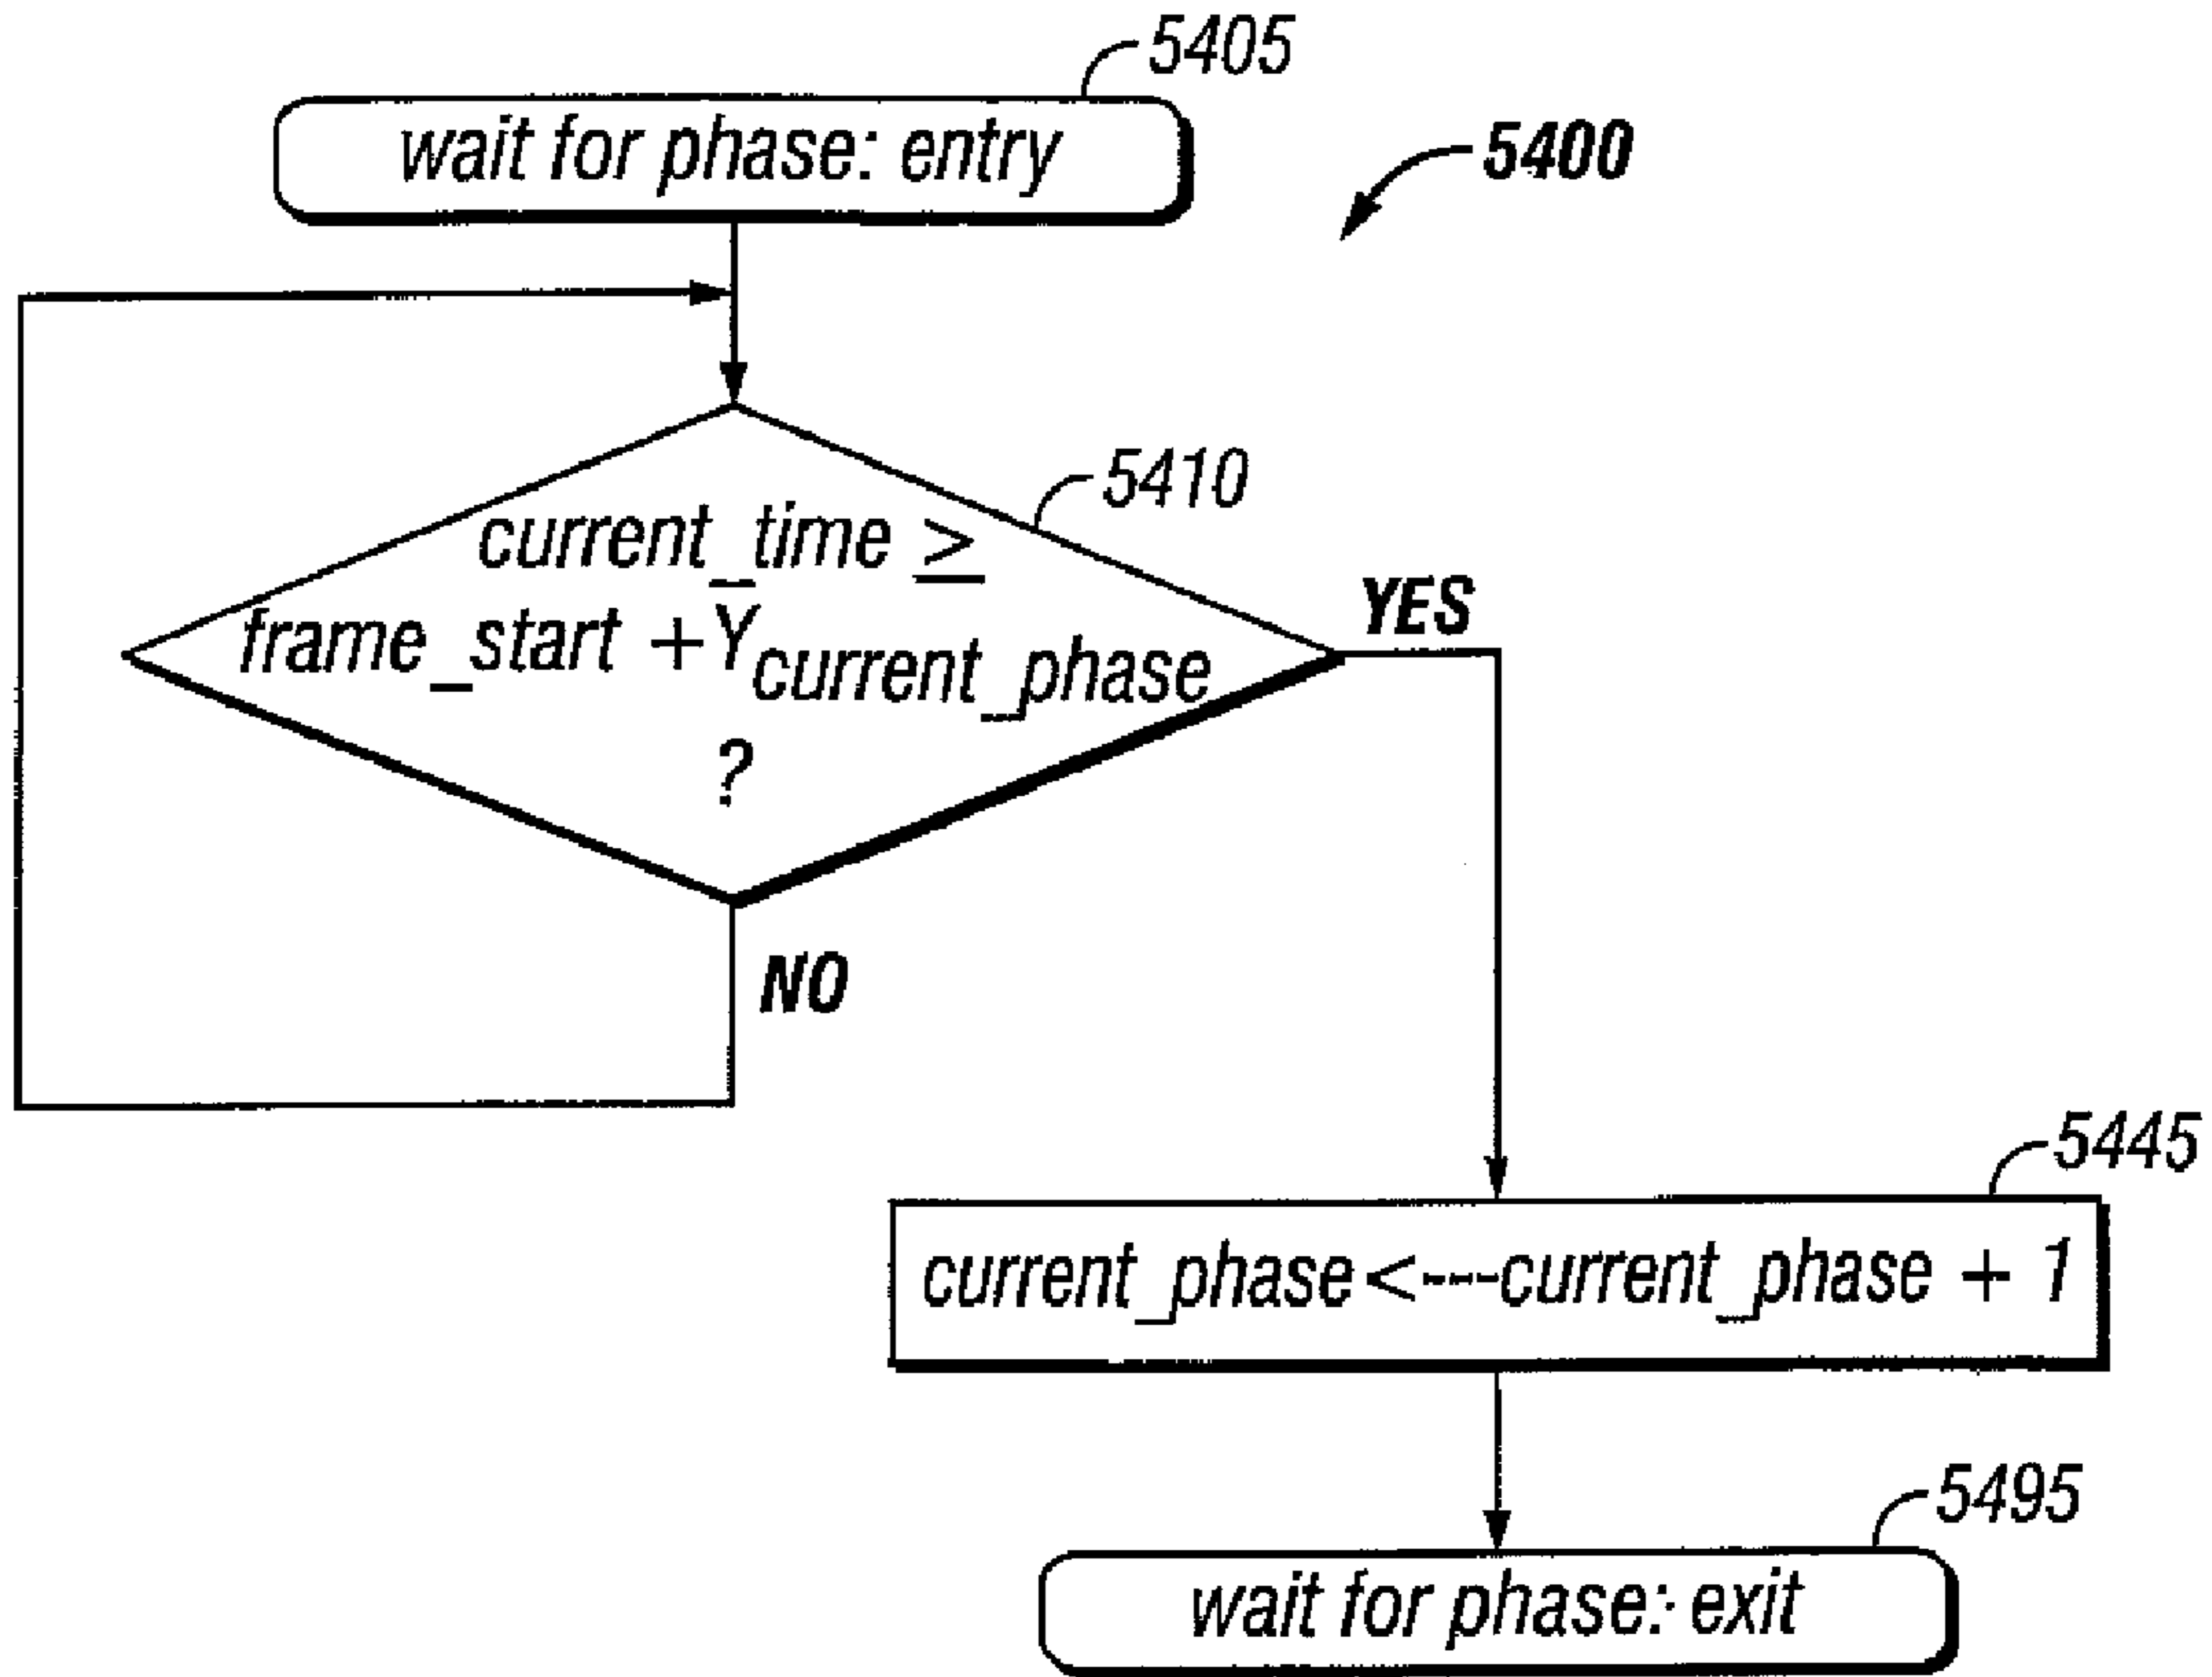 5405
wait for phase: entry
5400
5410
current_time ≥
frame_start + Ycurrent_phase
?
YES
NO
5445
current_phase <---current_phase + 1
5495
wait for phase: exit